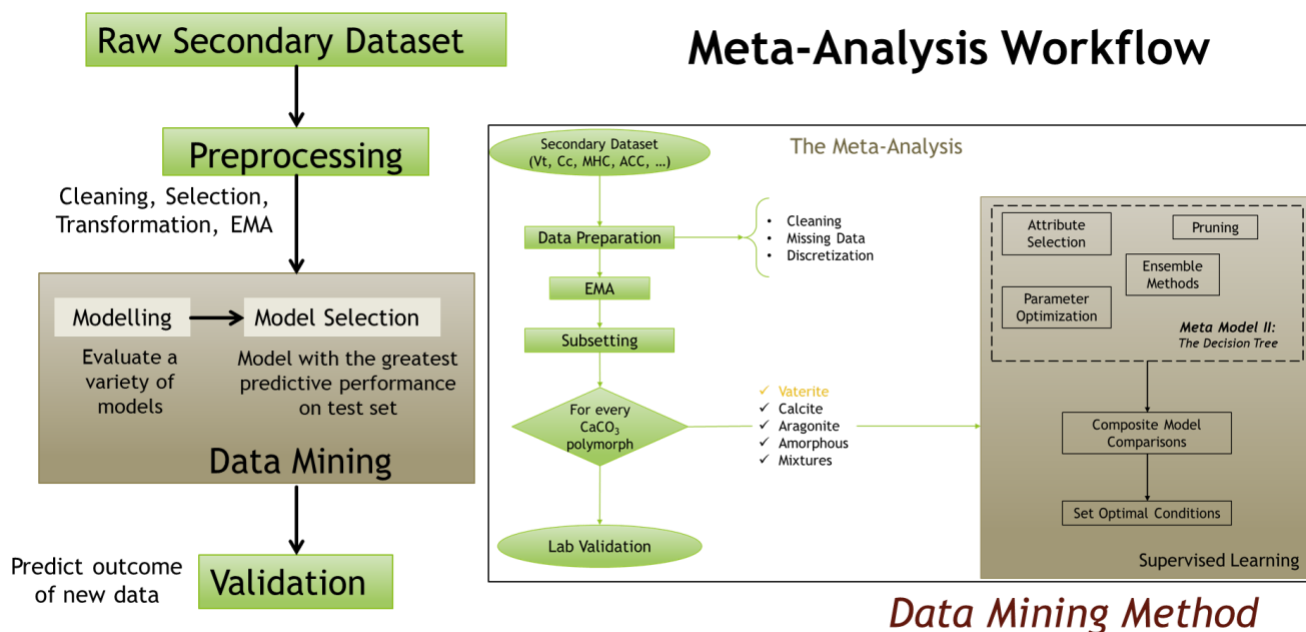 Raw Secondary Dataset
Preprocessing
Cleaning, Selection,
Transformation, EMA
Modelling
Model Selection
Evaluate a
variety of
models
Model with the greatest
predictive performance
on test set
Data Mining
Predict outcome
of new data
Validation
Meta-Analysis Workflow
The Meta-Analysis
Secondary Dataset
(Vt, Cc, MHC, ACC, …)
Data Preparation
• Cleaning
• Missing Data
• Discretization
EMA
Subsetting
For every
CaCO₃
polymorph
✓ Vaterite
✓ Calcite
✓ Aragonite
✓ Amorphous
✓ Mixtures
Lab Validation
Attribute
Selection
Pruning
Ensemble
Methods
Parameter
Optimization
Meta Model II:
The Decision Tree
Composite Model
Comparisons
Set Optimal Conditions
Supervised Learning
Data Mining Method